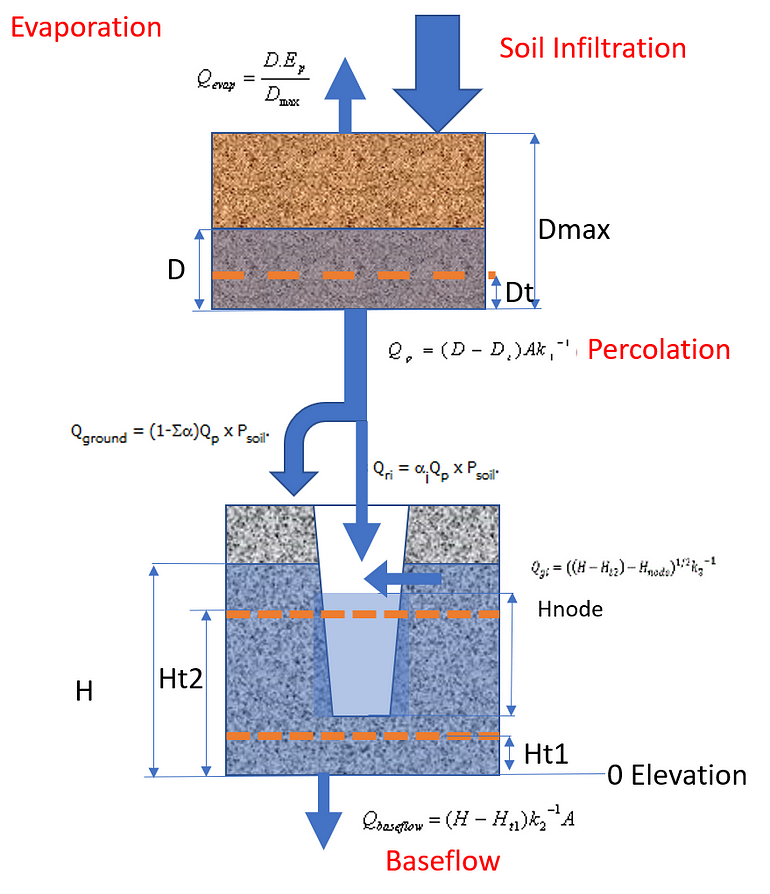 Evaporation
Soil Infiltration
Q_evap = D.E_p / D_max
Dmax
D
Dt
Q_p = (D − D_t)Ak_1^−1
Percolation
Q_ground = (1-Σα)Q_p x P_soil.
Q_ri = α_i Q_p x P_soil.
Q_gi = ((H − H_t2) − H_node)^1/2 k_3^−1
Hnode
Ht2
H
Ht1
0 Elevation
Q_baseflow = (H − H_t1)k_2^−1 A
Baseflow